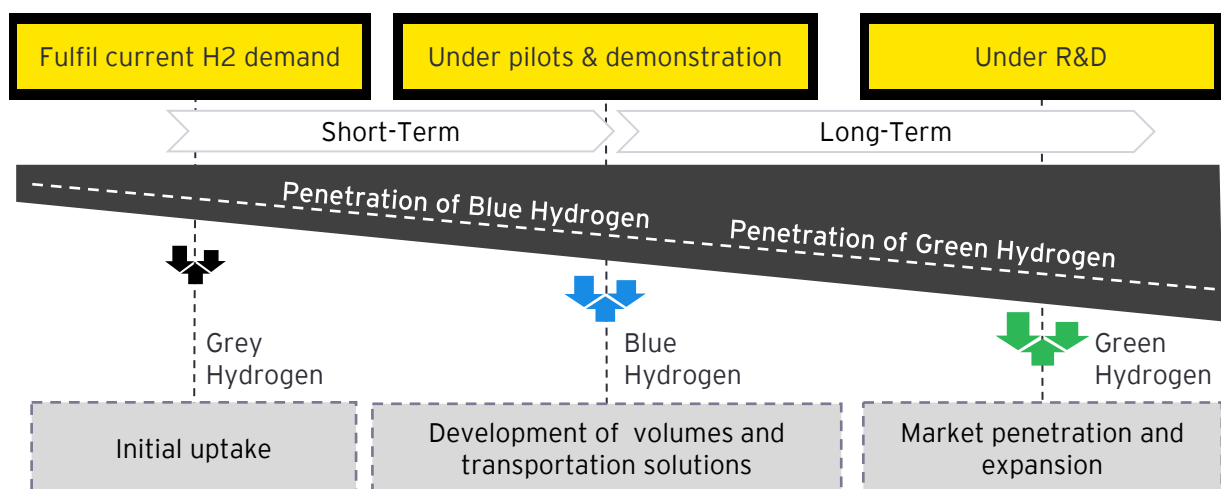 Fulfil current H2 demand
Under pilots & demonstration
Under R&D
Short-Term
Long-Term
Penetration of Blue Hydrogen
Penetration of Green Hydrogen
Grey
Hydrogen
Blue
Hydrogen
Green
Hydrogen
Initial uptake
Development of volumes and
transportation solutions
Market penetration and
expansion